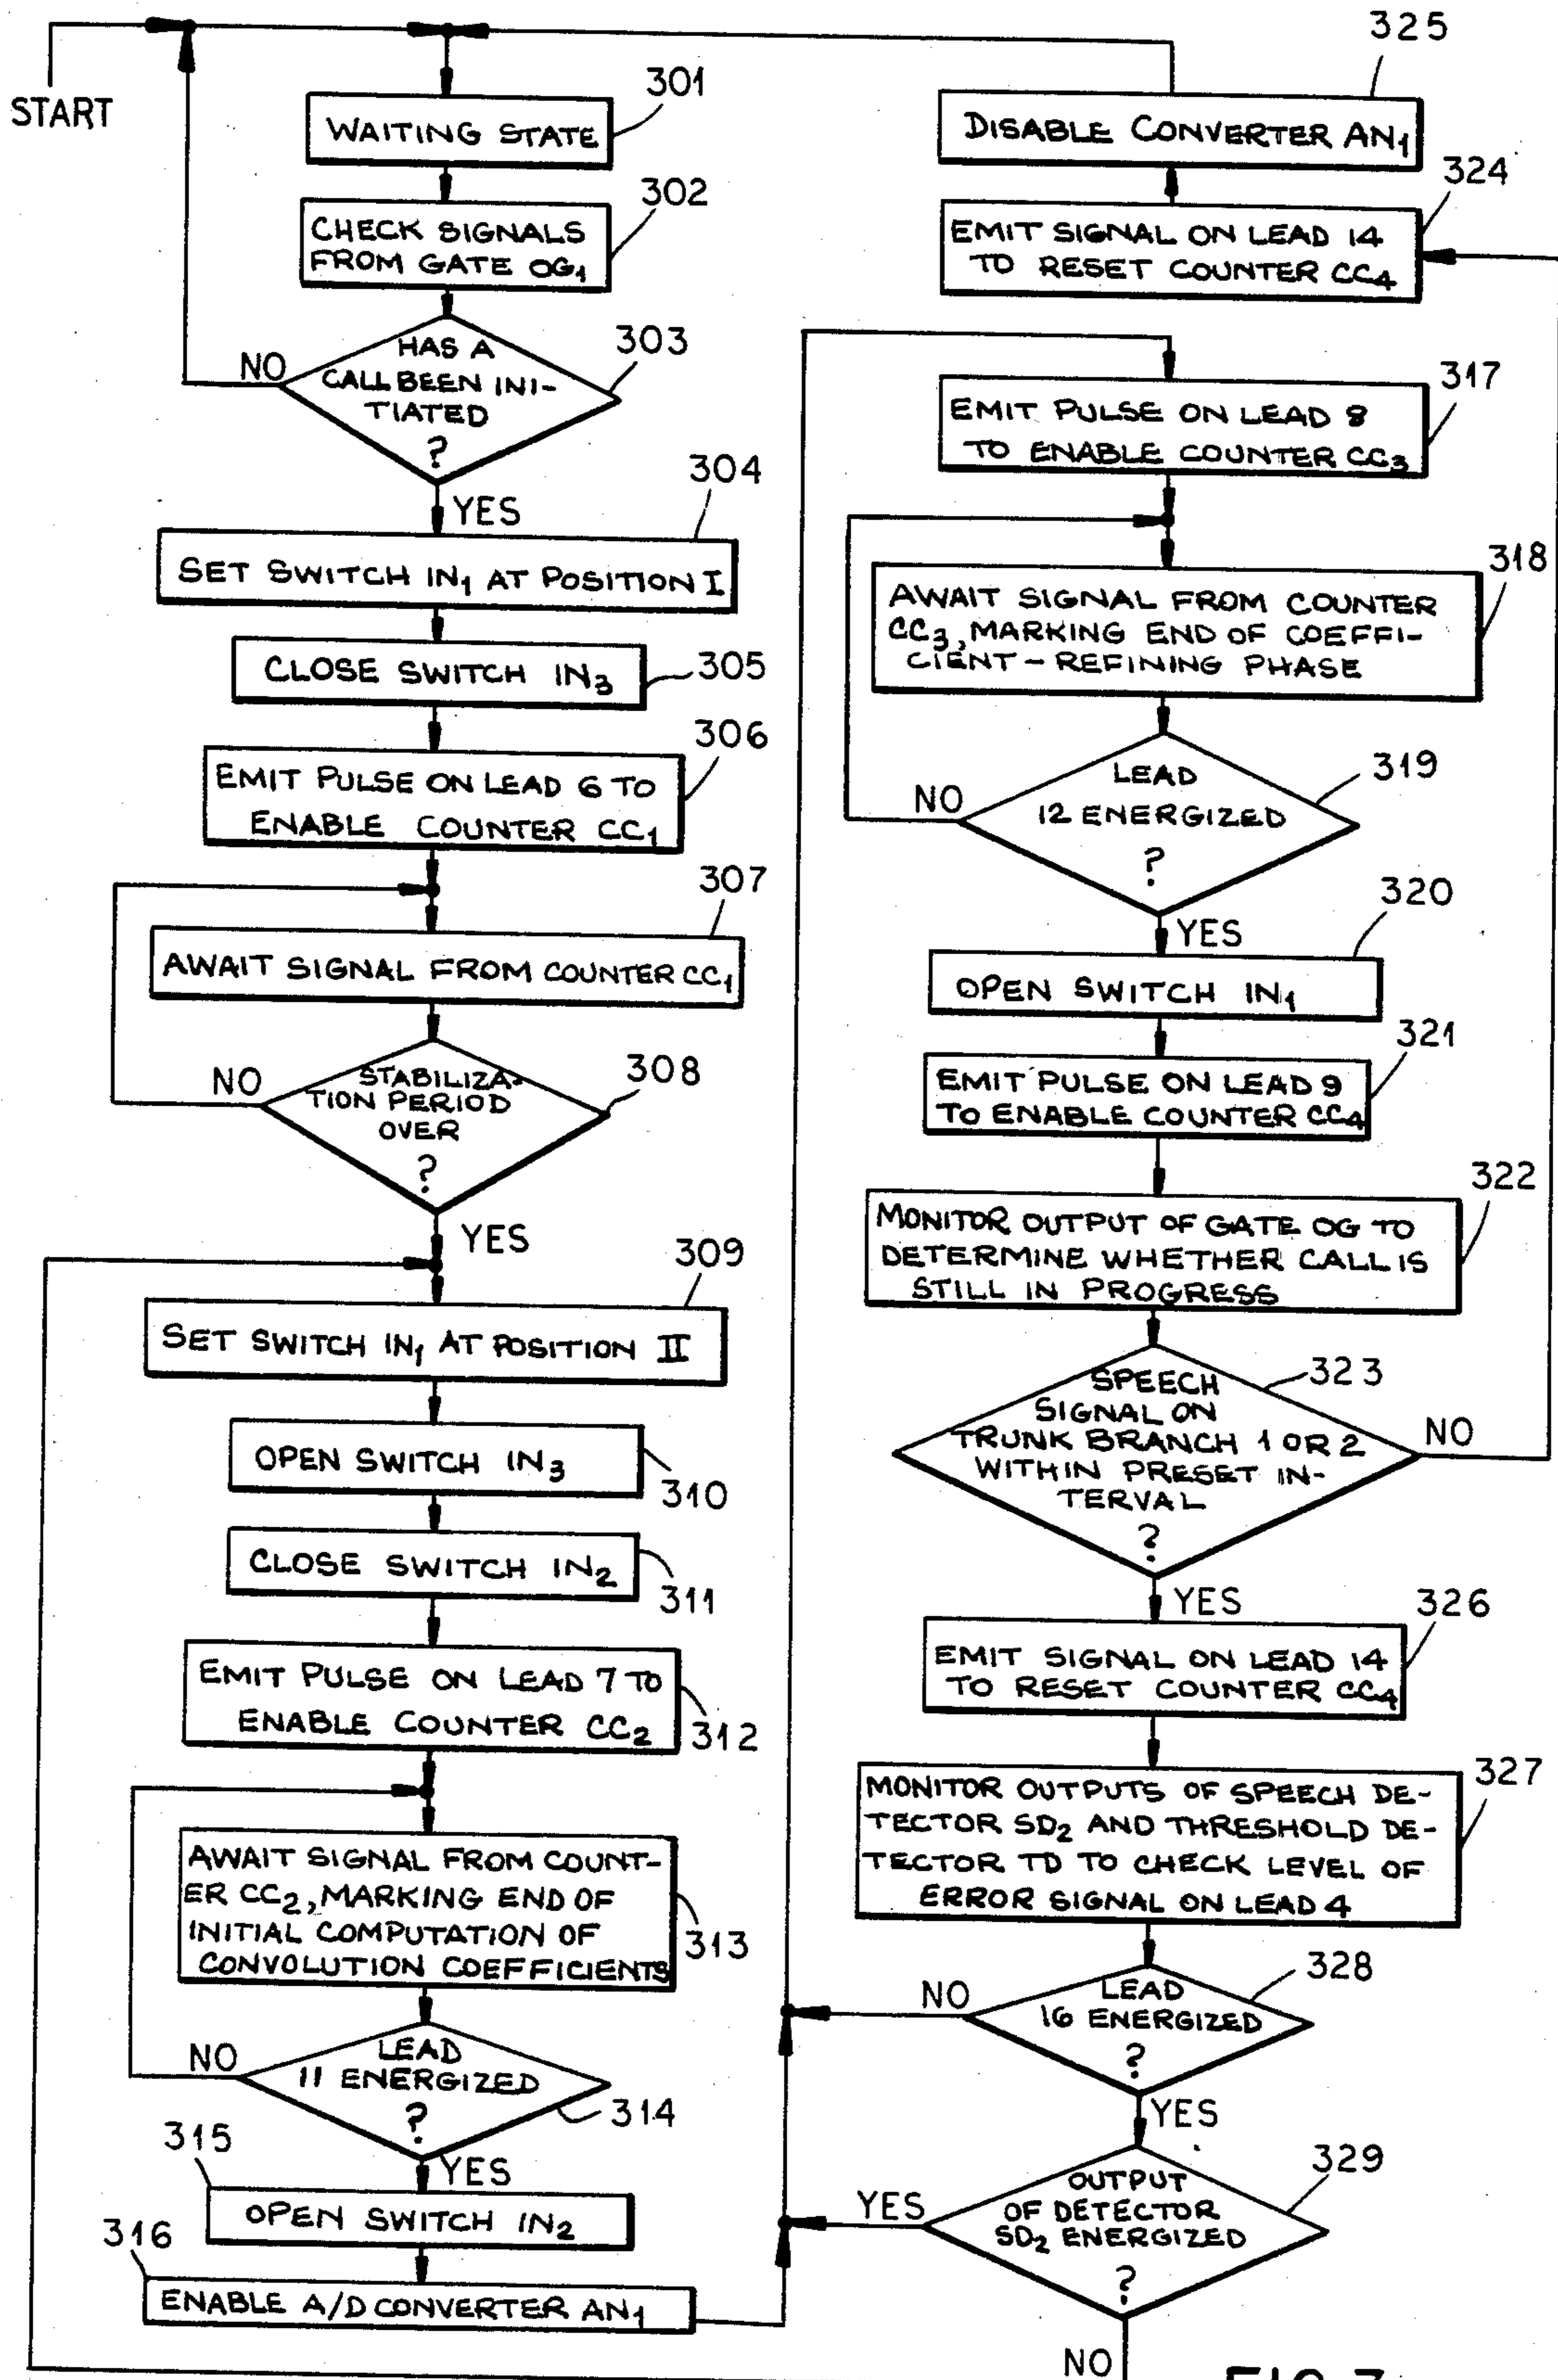 START
301
WAITING STATE
302
CHECK SIGNALS
FROM GATE OG1
303
HAS A
CALL BEEN INI-
TIATED
?
NO
YES
304
SET SWITCH IN1 AT POSITION I
CLOSE SWITCH IN3
305
306
EMIT PULSE ON LEAD 6 TO
ENABLE COUNTER CC1
307
AWAIT SIGNAL FROM COUNTER CC1
308
STABILIZA-
TION PERIOD
OVER
?
NO
YES
309
SET SWITCH IN1 AT POSITION II
OPEN SWITCH IN3
310
CLOSE SWITCH IN2
311
EMIT PULSE ON LEAD 7 TO
ENABLE COUNTER CC2
312
AWAIT SIGNAL FROM COUNT-
ER CC2, MARKING END OF
INITIAL COMPUTATION OF
CONVOLUTION COEFFICIENTS
313
LEAD
11 ENERGIZED
?
NO
314
YES
315
OPEN SWITCH IN2
316
ENABLE A/D CONVERTER AN1
325
DISABLE CONVERTER AN1
324
EMIT SIGNAL ON LEAD 14
TO RESET COUNTER CC4
317
EMIT PULSE ON LEAD 8
TO ENABLE COUNTER CC3
318
AWAIT SIGNAL FROM COUNTER
CC3, MARKING END OF COEFFI-
CIENT-REFINING PHASE
319
LEAD
12 ENERGIZED
?
NO
YES
320
OPEN SWITCH IN1
321
EMIT PULSE ON LEAD 9
TO ENABLE COUNTER CC4
322
MONITOR OUTPUT OF GATE OG TO
DETERMINE WHETHER CALL IS
STILL IN PROGRESS
323
SPEECH
SIGNAL ON
TRUNK BRANCH 1 OR 2
WITHIN PRESET IN-
TERVAL
?
NO
YES
326
EMIT SIGNAL ON LEAD 14
TO RESET COUNTER CC4
327
MONITOR OUTPUTS OF SPEECH DE-
TECTOR SD2 AND THRESHOLD DE-
TECTOR TD TO CHECK LEVEL OF
ERROR SIGNAL ON LEAD 4
328
LEAD
16 ENERGIZED
?
NO
YES
329
OUTPUT
OF DETECTOR
SD2 ENERGIZED
?
YES
NO